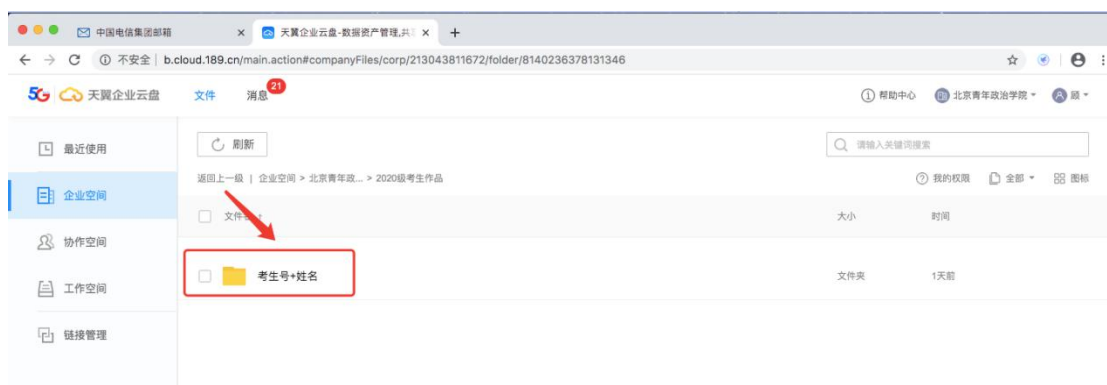 中国电信集团邮箱 天翼企业云盘-数据资产管理,共
不安全 b.cloud.189.cn/main.action#companyFiles/corp/213043811672/folder/8140236378131346
5G 天翼企业云盘 文件 消息 21 帮助中心 北京青年政治学院 顾
最近使用 刷新 请输入关键词搜索
返回上一级 | 企业空间 > 北京青年政... > 2020级考生作品 我的权限 全部 图标
企业空间
文件 大小 时间
协作空间
考生号+姓名 文件夹 1天前
工作空间
链接管理